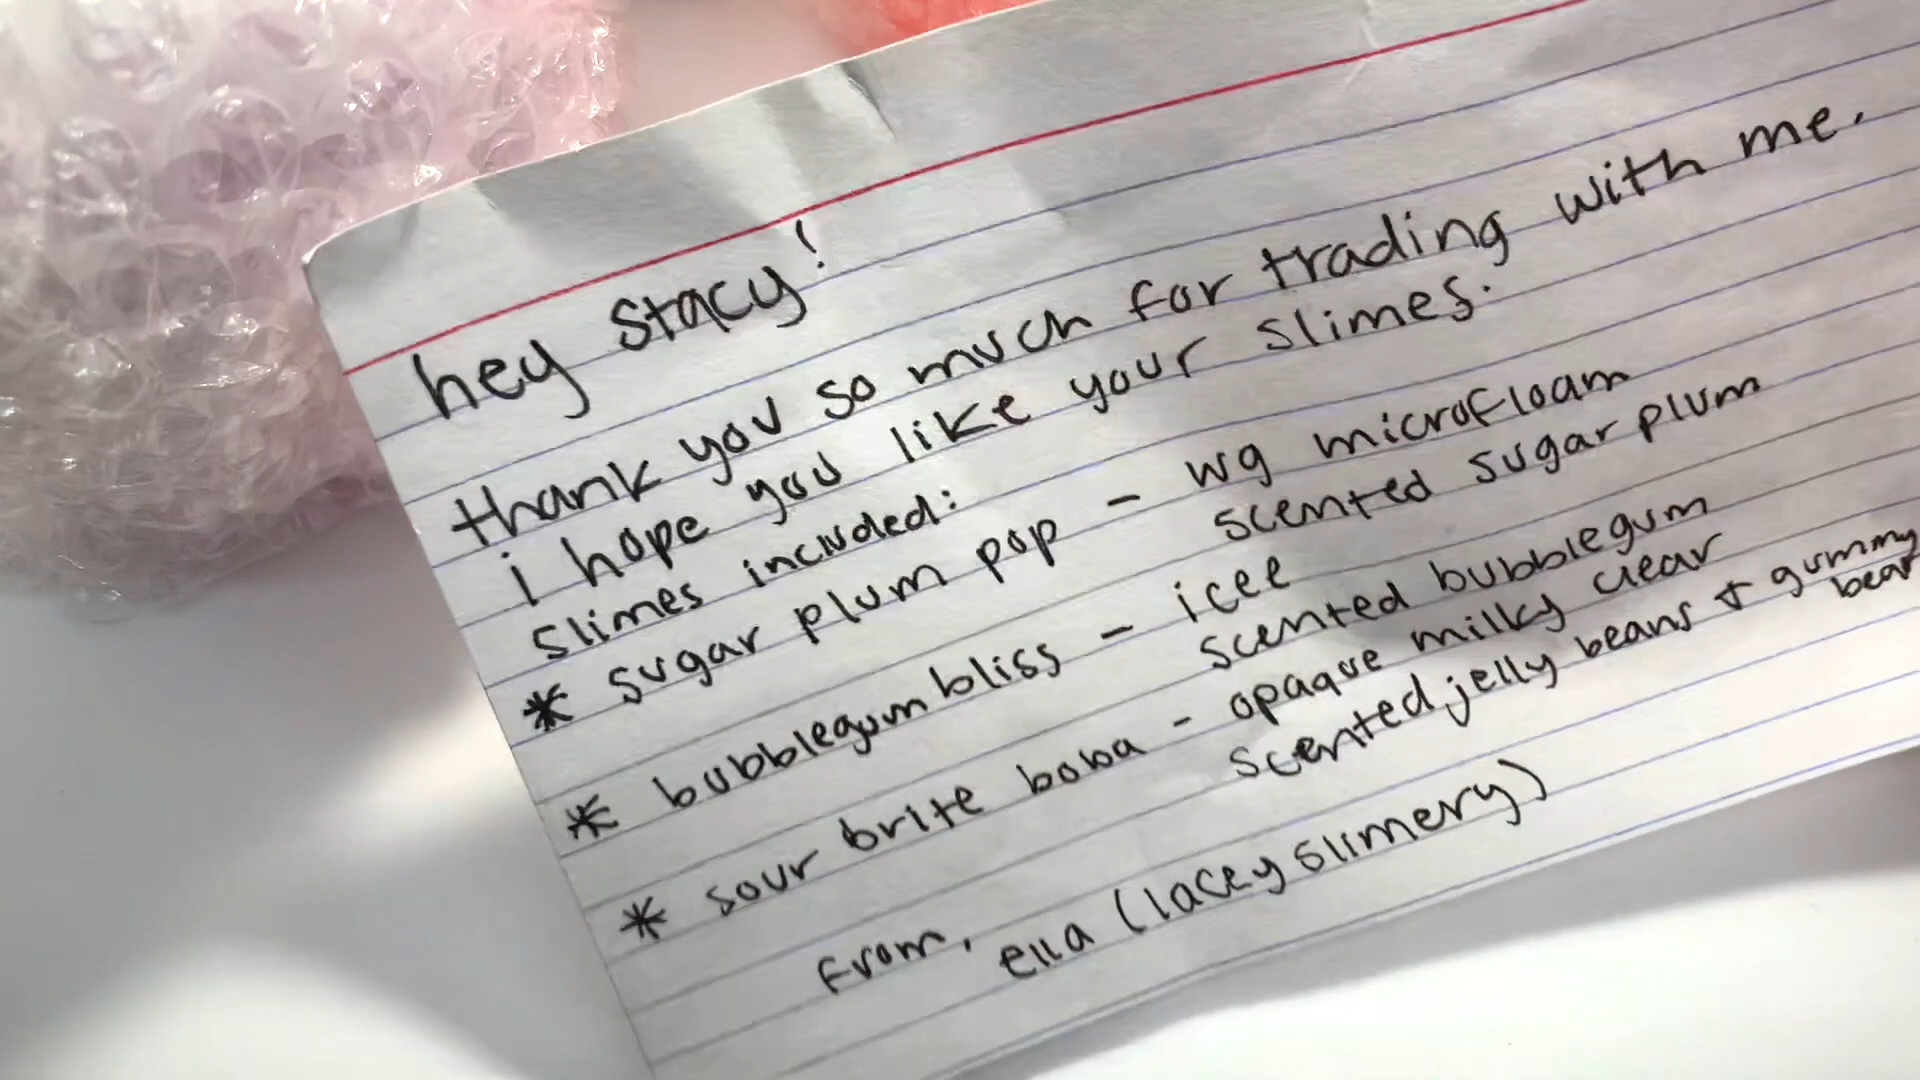 hey stacy!
thank you so much for trading with me.
i hope you like your slimes.
slimes included:
* sugar plum pop - wg microfloam
scented sugar plum
* bubblegum bliss - icee
scented bubblegum
* sour brite boba - opaque milky clear
scented jelly beans & gummy
bear
from,
ella (lacey slimery)